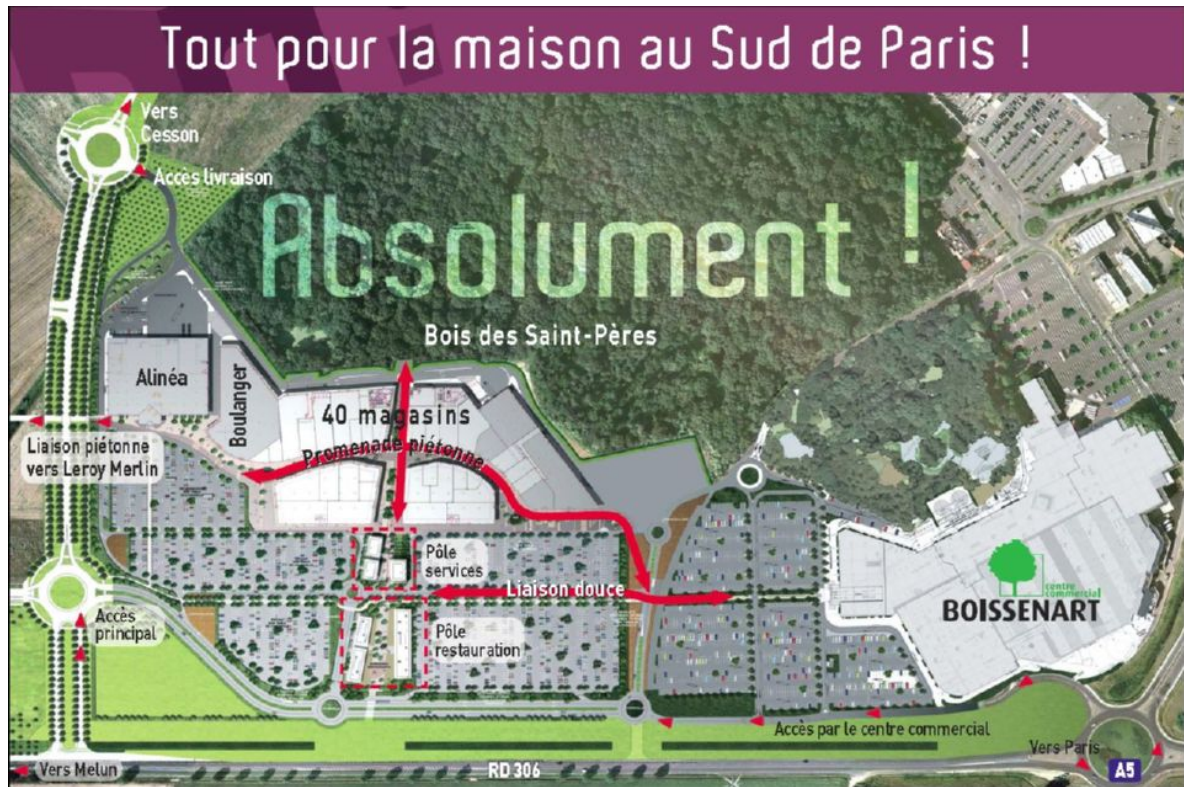 Tout pour la maison au Sud de Paris !
Vers
Cesson
Accès livraison
Absolument !
Bois des Saint-Pères
Alinéa
Boulanger
40 magasins
Promenade piétonne
Liaison piétonne
vers Leroy Merlin
Pôle
services
Liaison douce
centre
commercial
BOISSENART
Accès
principal
Pôle
restauration
Accès par le centre commercial
Vers Paris
Vers Melun
RD 306
A5